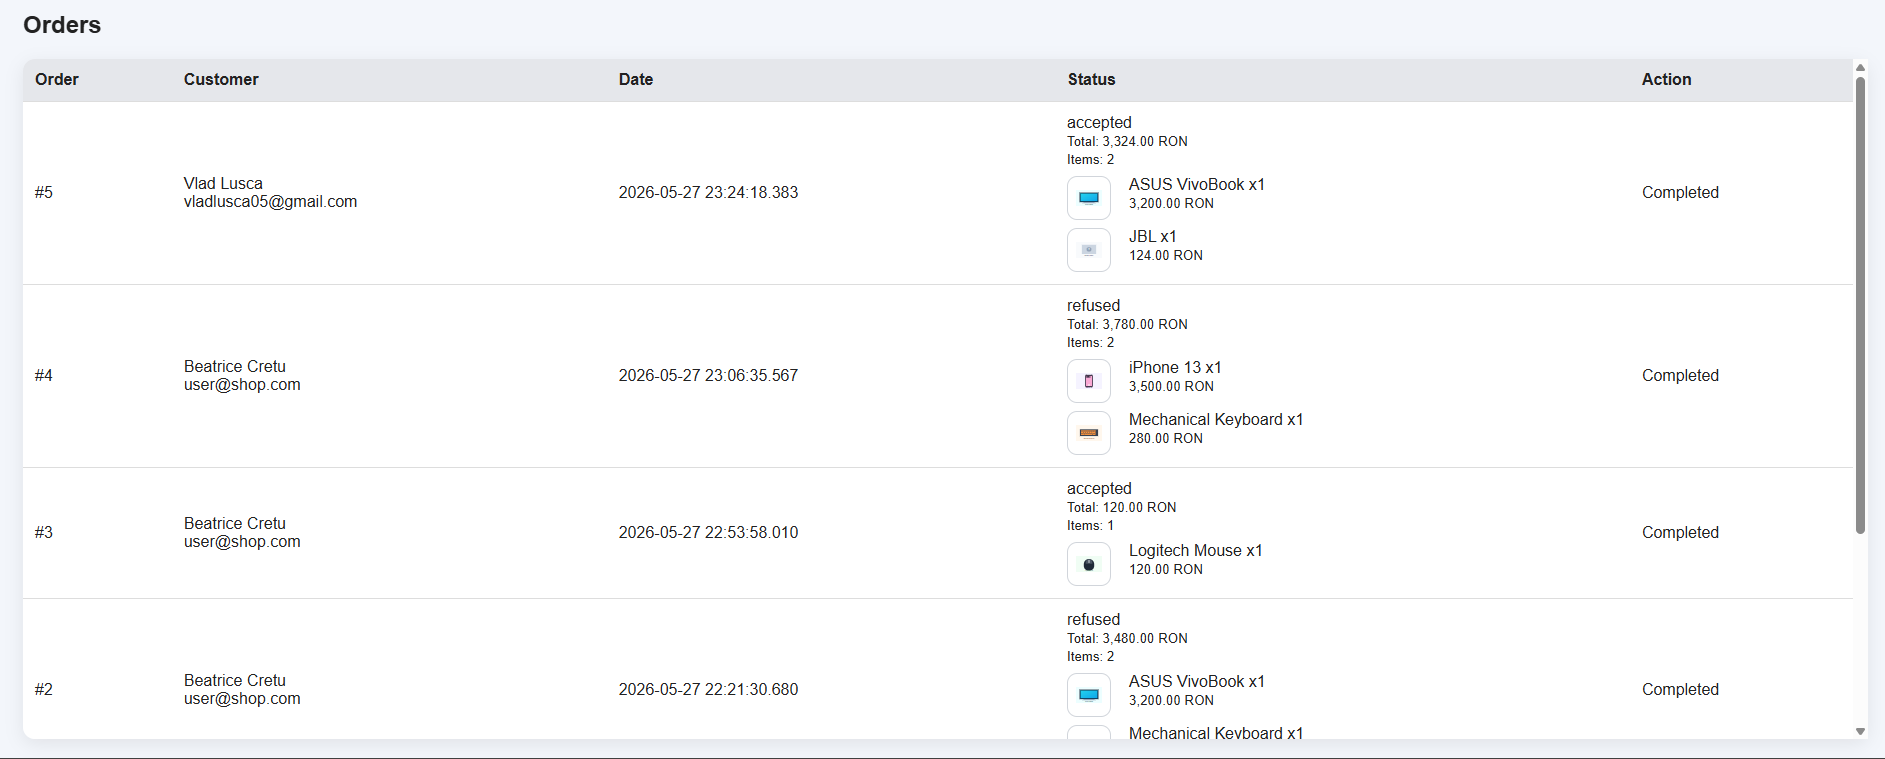 Orders
Order Customer Date Status Action
#5
Vlad Lusca
vladlusca05@gmail.com
2026-05-27 23:24:18.383
accepted
Total: 3,324.00 RON
Items: 2
ASUS VivoBook x1
3,200.00 RON
JBL x1
124.00 RON
Completed
#4
Beatrice Cretu
user@shop.com
2026-05-27 23:06:35.567
refused
Total: 3,780.00 RON
Items: 2
iPhone 13 x1
3,500.00 RON
Mechanical Keyboard x1
280.00 RON
Completed
#3
Beatrice Cretu
user@shop.com
2026-05-27 22:53:58.010
accepted
Total: 120.00 RON
Items: 1
Logitech Mouse x1
120.00 RON
Completed
#2
Beatrice Cretu
user@shop.com
2026-05-27 22:21:30.680
refused
Total: 3,480.00 RON
Items: 2
ASUS VivoBook x1
3,200.00 RON
Mechanical Keyboard x1
Completed